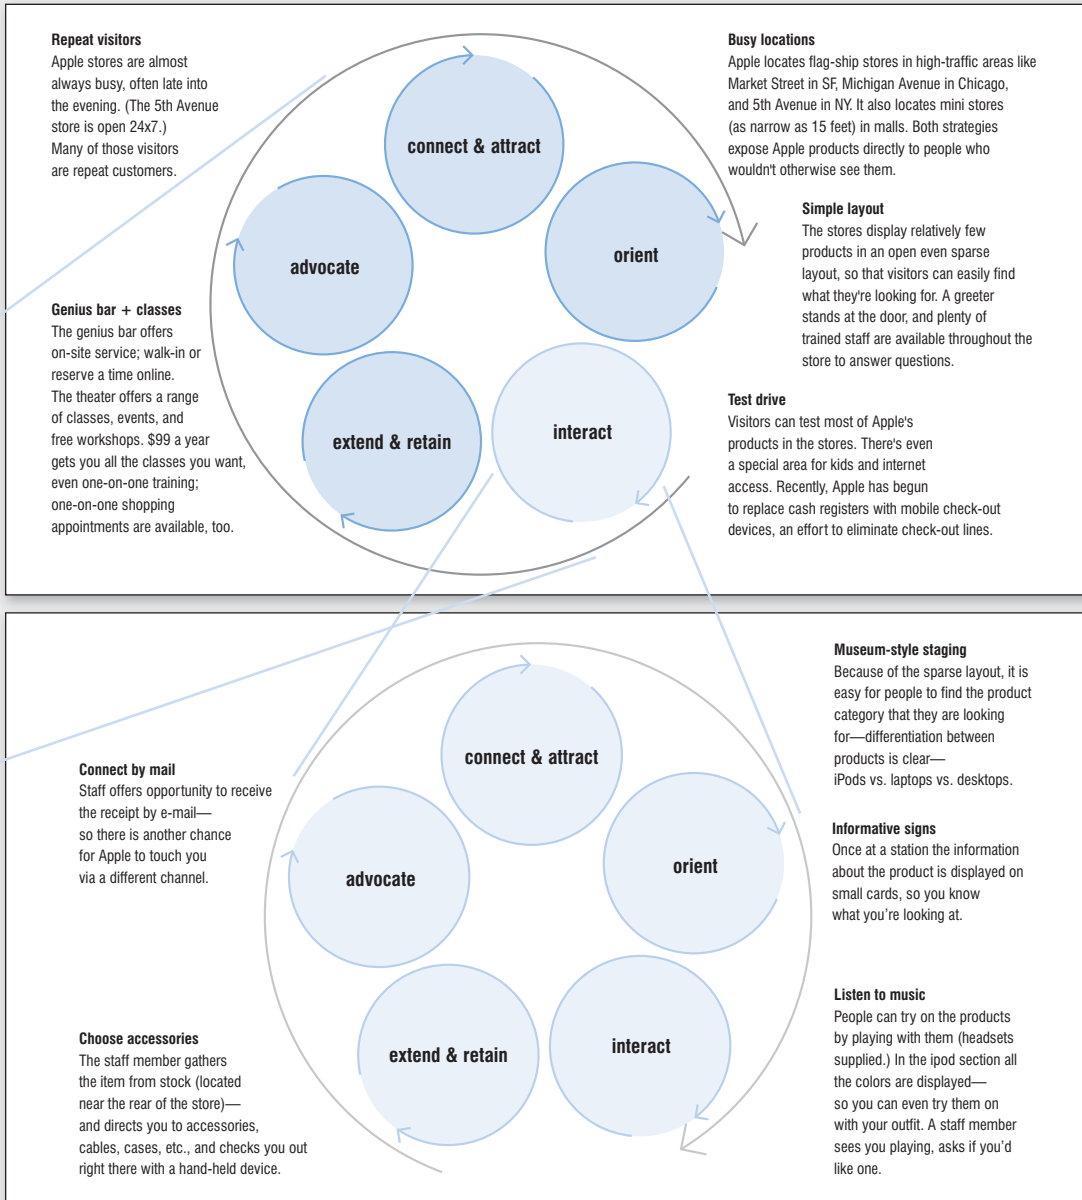 Repeat visitors
Apple stores are almost
always busy, often late into
the evening. (The 5th Avenue
store is open 24x7.)
Many of those visitors
are repeat customers.
Busy locations
Apple locates flag-ship stores in high-traffic areas like
Market Street in SF, Michigan Avenue in Chicago,
and 5th Avenue in NY. It also locates mini stores
(as narrow as 15 feet) in malls. Both strategies
expose Apple products directly to people who
wouldn't otherwise see them.
connect & attract
Simple layout
The stores display relatively few
products in an open even sparse
layout, so that visitors can easily find
what they're looking for. A greeter
stands at the door, and plenty of
trained staff are available throughout the
store to answer questions.
orient
advocate
Genius bar + classes
The genius bar offers
on-site service; walk-in or
reserve a time online.
The theater offers a range
of classes, events, and
free workshops. $99 a year
gets you all the classes you want,
even one-on-one training;
one-on-one shopping
appointments are available, too.
extend & retain
interact
Test drive
Visitors can test most of Apple's
products in the stores. There's even
a special area for kids and internet
access. Recently, Apple has begun
to replace cash registers with mobile check-out
devices, an effort to eliminate check-out lines.
Museum-style staging
Because of the sparse layout, it is
easy for people to find the product
category that they are looking
for—differentiation between
products is clear—
iPods vs. laptops vs. desktops.
connect & attract
Connect by mail
Staff offers opportunity to receive
the receipt by e-mail—
so there is another chance
for Apple to touch you
via a different channel.
advocate
orient
Informative signs
Once at a station the information
about the product is displayed on
small cards, so you know
what you're looking at.
Listen to music
People can try on the products
by playing with them (headsets
supplied.) In the ipod section all
the colors are displayed—
so you can even try them on
with your outfit. A staff member
sees you playing, asks if you'd
like one.
interact
extend & retain
Choose accessories
The staff member gathers
the item from stock (located
near the rear of the store)—
and directs you to accessories,
cables, cases, etc., and checks you out
right there with a hand-held device.